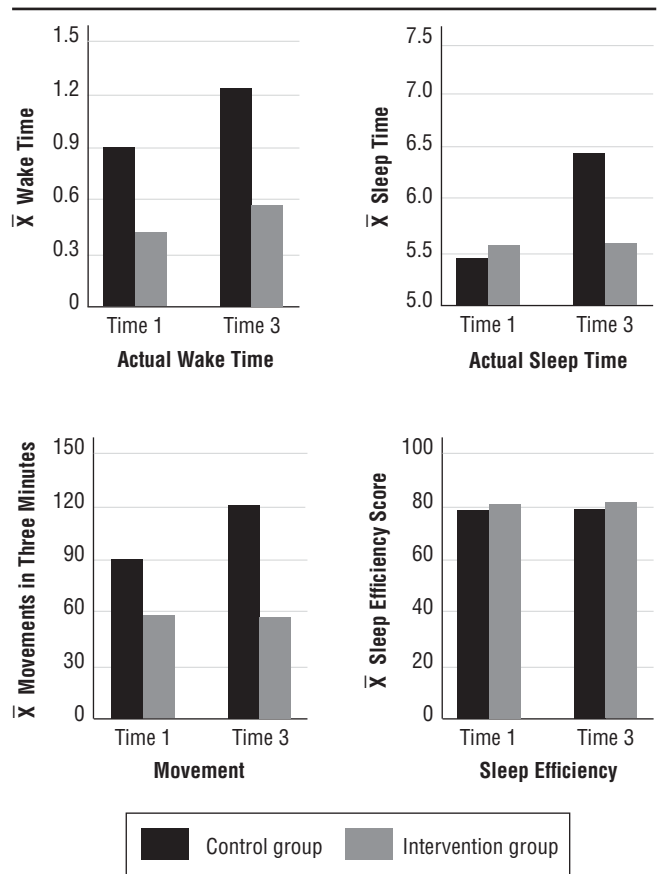 X̄ Wake Time
1.5
1.2
0.9
0.6
0.3
0
Time 1 Time 3
Actual Wake Time
X̄ Sleep Time
7.5
7.0
6.5
6.0
5.5
5.0
Time 1 Time 3
Actual Sleep Time
X̄ Movements in Three Minutes
150
120
90
60
30
0
Time 1 Time 3
Movement
X̄ Sleep Efficiency Score
100
80
60
40
20
0
Time 1 Time 3
Sleep Efficiency
Control group Intervention group